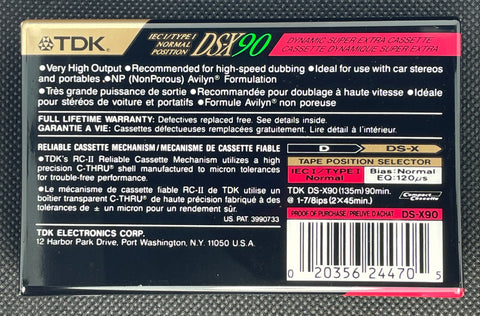 TDK
IEC I/TYPE I
NORMAL
POSITION
DSX90
DYNAMIC SUPER EXTRA CASSETTE
CASSETTE DYNAMIQUE SUPER EXTRA
•Very High Output •Recommended for high-speed dubbing •Ideal for use with car stereos
and portables .•NP (NonPorous) Avilyn® Formulation
•Très grande puissance de sortie •Recommandée pour doublage à haute vitesse •Idéale
pour stéréos de voiture et portatifs •Formule Avilyn® non poreuse
FULL LIFETIME WARRANTY: Defectives replaced free. See details inside.
GARANTIE A VIE: Cassettes défectueuses remplacées gratuitement. Lire détail à l'intérieur.
RELIABLE CASSETTE MECHANISM/MECANISME DE CASSETTE FIABLE
•TDK's RC-II Reliable Cassette Mechanism utilizes a high
precision C-THRU® shell manufactured to micron tolerances
for trouble-free performance.
•Le mécanisme de cassette fiable RC-II de TDK utilise un
boîtier transparent C-THRU® de haute précision fabriqué à des
tolérances de ± un micron pour un rendement sûr.
US. PAT. 3990733
TDK ELECTRONICS CORP.
12 Harbor Park Drive, Port Washington, N.Y. 11050 U.S.A.
D DS-X
TAPE POSITION SELECTOR
IEC I/TYPE I
Normal
Bias: Normal
EQ:120μs
TDK DS-X90(135m)90min.
@ 1-7/8ips (2×45min.)
Compact
Cassette
PROOF OF PURCHASE/PREUVE D'ACHAT DS-X90
0 20356 24470 5